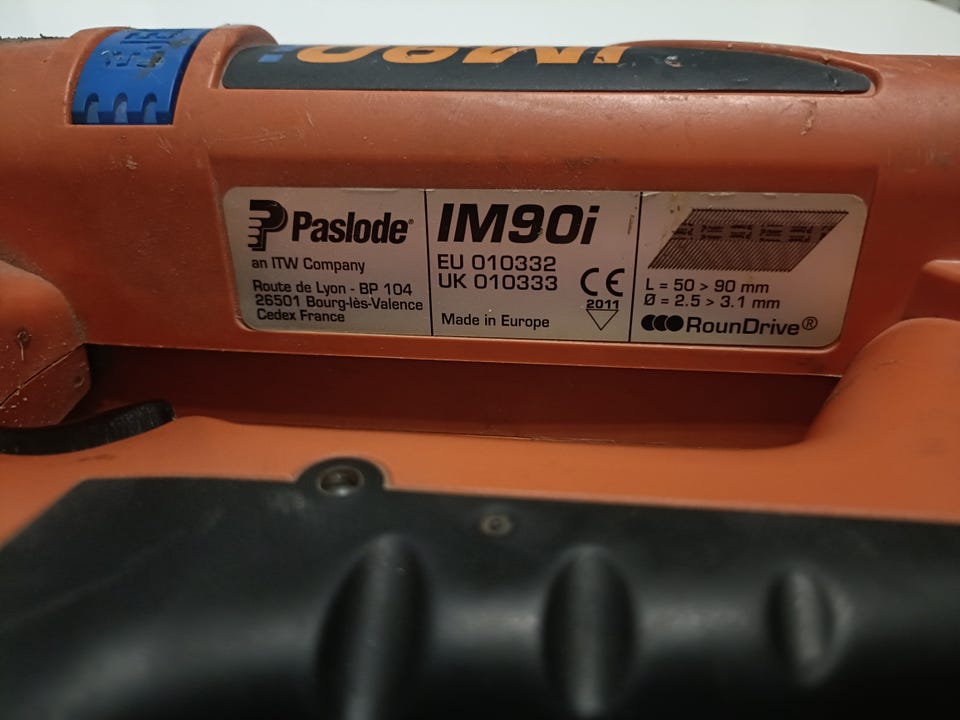 Paslode®
an ITW Company
Route de Lyon - BP 104
26501 Bourg-lès-Valence
Cedex France
IM90i
EU 010332
UK 010333
CE
2011
Made in Europe
L = 50 > 90 mm
Ø = 2.5 > 3.1 mm
RounDrive®